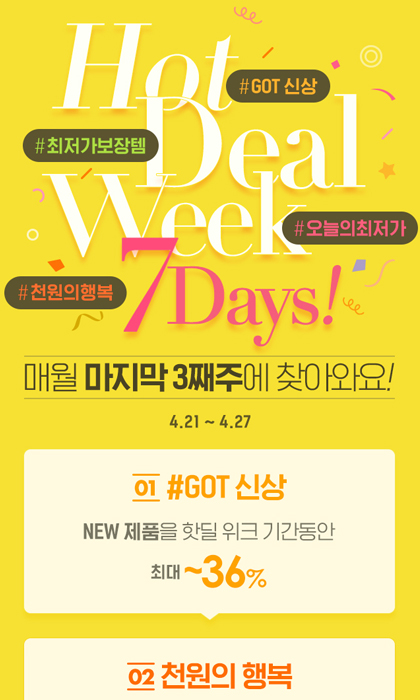 Hot
#GOT 신상
Deal
#최저가보장템
Week
#오늘의최저가
7 Days!
#천원의행복
매월 마지막 3째주에 찾아와요!
4.21 ~ 4.27
01 #GOT 신상
NEW 제품을 핫딜 위크 기간동안
최대 ~36%
02 천원의 행복